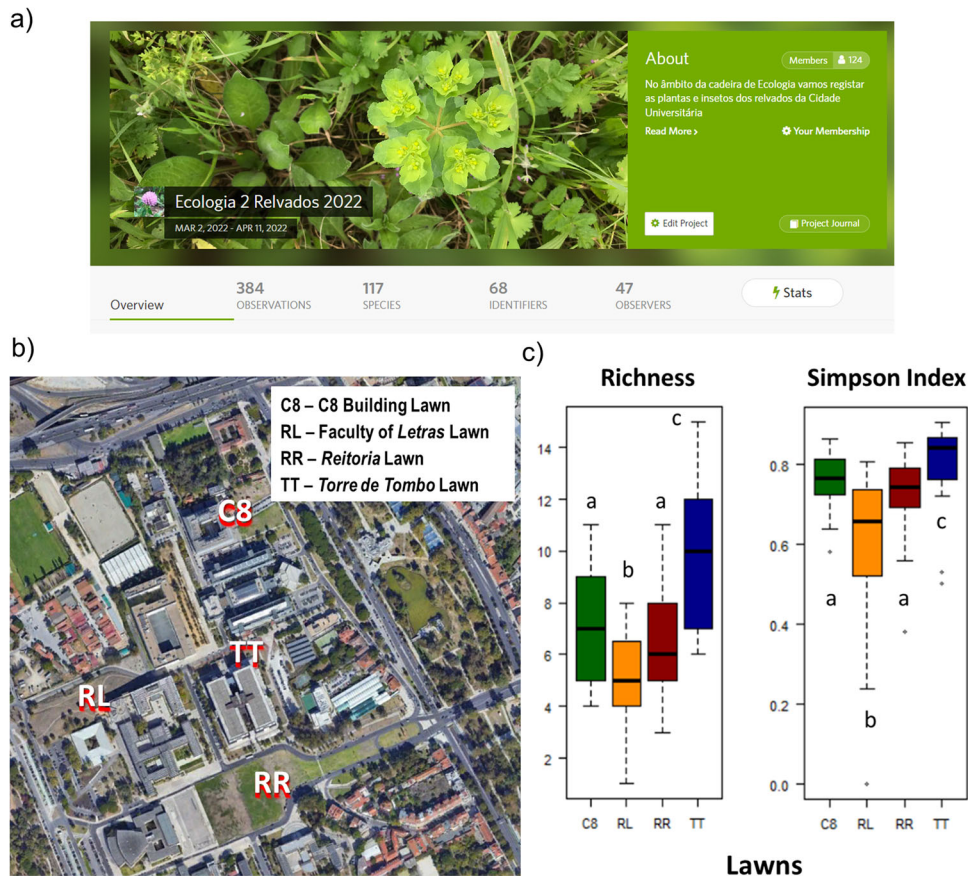 a)
About
Members 124
No âmbito da cadeira de Ecologia vamos registar
as plantas e insetos dos relvados da Cidade
Universitária
Read More >
Your Membership
Ecologia 2 Relvados 2022
MAR 2, 2022 - APR 11, 2022
Edit Project
Project Journal
Overview
384
OBSERVATIONS
117
SPECIES
68
IDENTIFIERS
47
OBSERVERS
Stats
b)
C8 – C8 Building Lawn
RL – Faculty of Letras Lawn
RR – Reitoria Lawn
TT – Torre de Tombo Lawn
C8
TT
RL
RR
c)
Richness
14
12
10
8
6
4
2
a
b
a
c
C8 RL RR TT
Simpson Index
0.8
0.6
0.4
0.2
0.0
a
b
a
c
C8 RL RR TT
Lawns